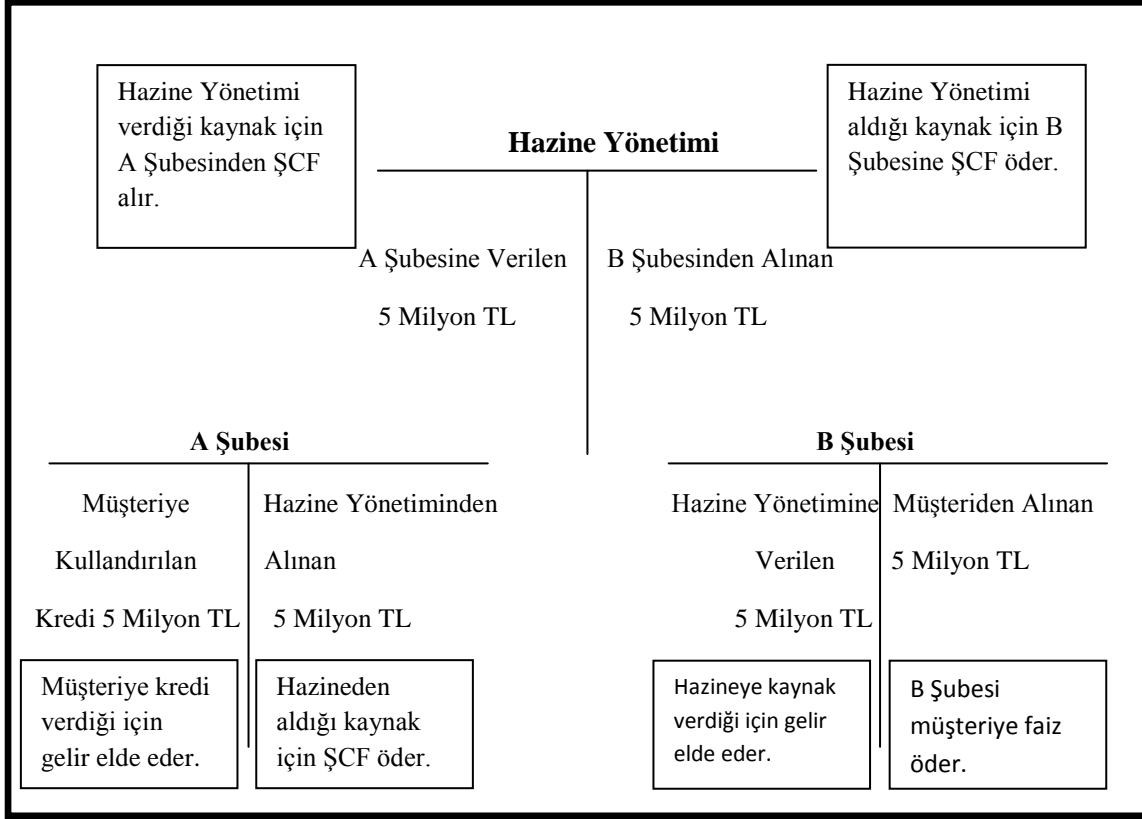 Hazine Yönetimi
verdiği kaynak için
A Şubesinden ŞCF
alır.
Hazine Yönetimi
Hazine Yönetimi
aldığı kaynak için B
Şubesine ŞCF öder.
A Şubesine Verilen
5 Milyon TL
B Şubesinden Alınan
5 Milyon TL
A Şubesi
Müşteriye
Kullandırılan
Kredi 5 Milyon TL
Hazine Yönetiminden
Alınan
5 Milyon TL
Müşteriye kredi
verdiği için
gelir elde eder.
Hazineden
aldığı kaynak
için ŞCF öder.
B Şubesi
Hazine Yönetimine
Verilen
5 Milyon TL
Müşteriden Alınan
5 Milyon TL
Hazineye kaynak
verdiği için gelir
elde eder.
B Şubesi
müşteriye faiz
öder.